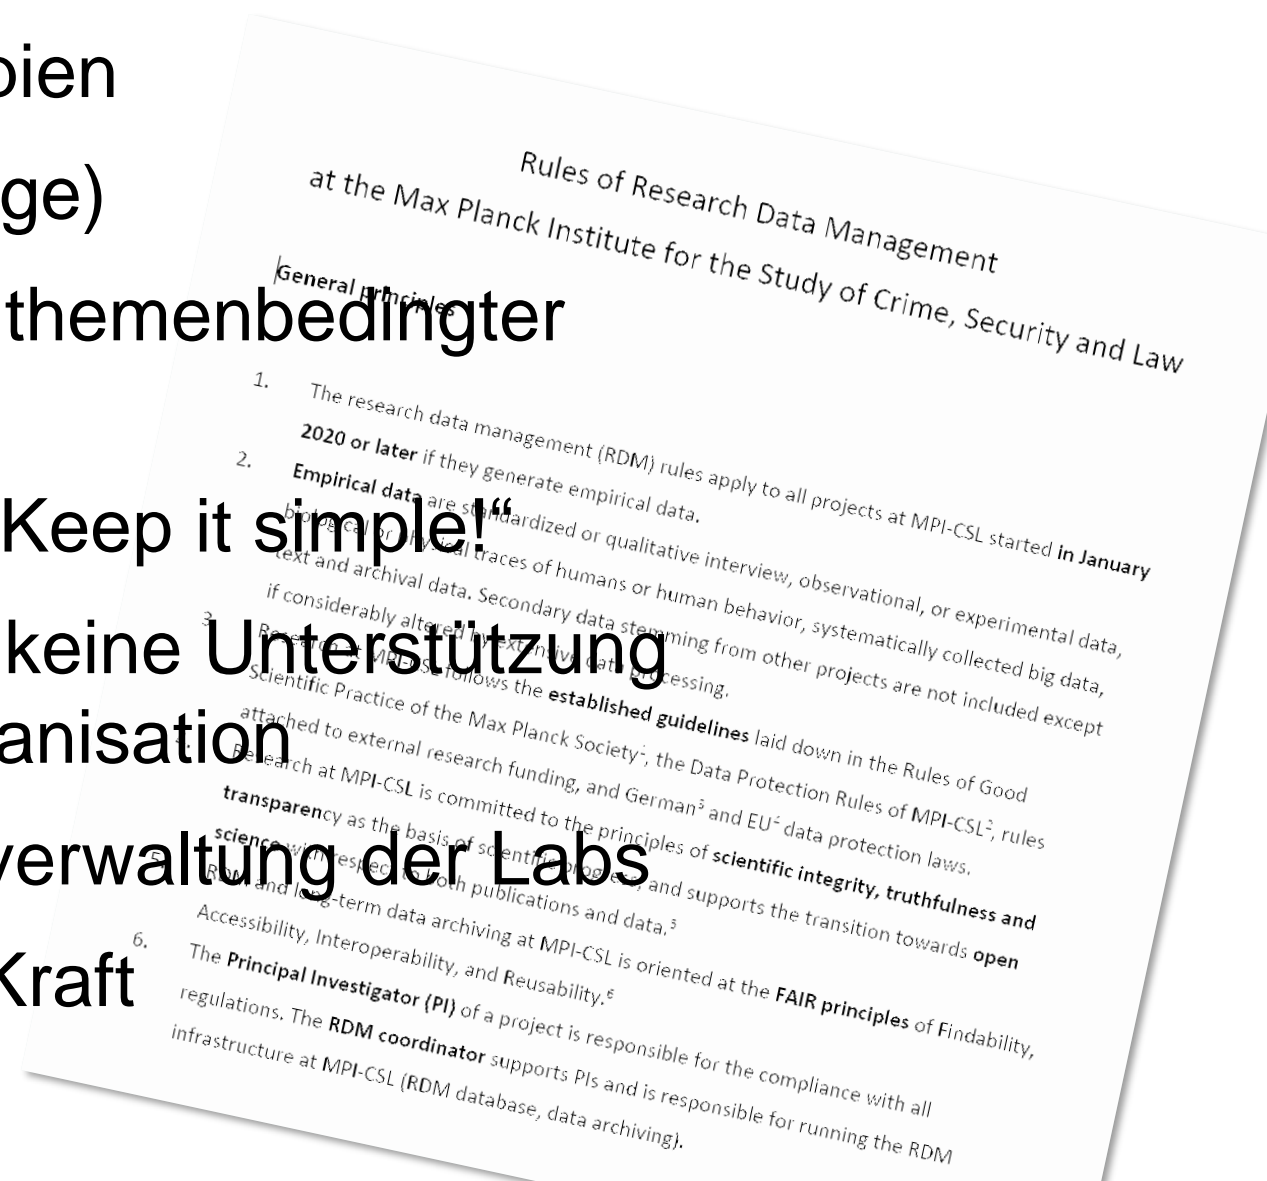 ge)
themenbedingter
Keep it simple!“
keine Unterstützung
anisation
verwaltung der Labs
Kraft
Rules of Research Data Management
at the Max Planck Institute for the Study of Crime, Security and Law
General principles
1. The research data management (RDM) rules apply to all projects at MPI-CSL started in January
2020 or later if they generate empirical data.
2. Empirical data are standardized or qualitative interview, observational, or experimental data,
biological or physical traces of humans or human behavior, systematically collected big data,
text and archival data. Secondary data stemming from other projects are not included except
if considerably altered by extensive data processing.
3. Research at MPI-CSL follows the established guidelines laid down in the Rules of Good
Scientific Practice of the Max Planck Society¹, the Data Protection Rules of MPI-CSL², rules
attached to external research funding, and German³ and EU⁴ data protection laws.
Research at MPI-CSL is committed to the principles of scientific integrity, truthfulness and
transparency as the basis of scientific progress, and supports the transition towards open
science with respect to both publications and data.⁵
5. RDM and long-term data archiving at MPI-CSL is oriented at the FAIR principles of Findability,
Accessibility, Interoperability, and Reusability.⁶
6. The Principal Investigator (PI) of a project is responsible for the compliance with all
regulations. The RDM coordinator supports PIs and is responsible for running the RDM
infrastructure at MPI-CSL (RDM database, data archiving).